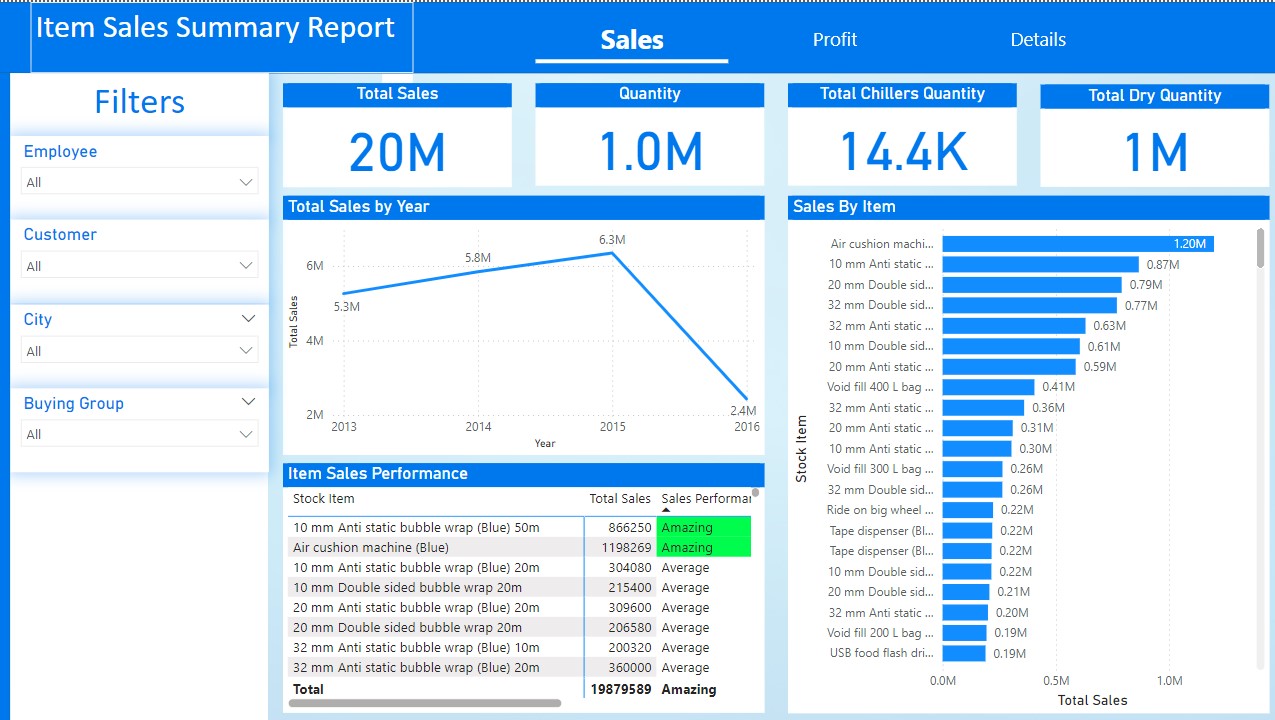 Item Sales Summary Report
Sales
Profit
Details
Filters
Employee
All
Customer
All
City
All
Buying Group
All
Total Sales
20M
Quantity
1.0M
Total Chillers Quantity
14.4K
Total Dry Quantity
1M
Total Sales by Year
Total Sales
6M
4M
2M
5.3M
5.8M
6.3M
2.4M
2013 2014 2015 2016
Year
Item Sales Performance
Stock Item Total Sales Sales Performar
10 mm Anti static bubble wrap (Blue) 50m 866250 Amazing
Air cushion machine (Blue) 1198269 Amazing
10 mm Anti static bubble wrap (Blue) 20m 304080 Average
10 mm Double sided bubble wrap 20m 215400 Average
20 mm Anti static bubble wrap (Blue) 20m 309600 Average
20 mm Double sided bubble wrap 20m 206580 Average
32 mm Anti static bubble wrap (Blue) 10m 200320 Average
32 mm Anti static bubble wrap (Blue) 20m 360000 Average
Total 19879589 Amazing
Sales By Item
Stock Item
Air cushion machi... 1.20M
10 mm Anti static ... 0.87M
20 mm Double sid... 0.79M
32 mm Double sid... 0.77M
32 mm Anti static ... 0.63M
10 mm Double sid... 0.61M
20 mm Anti static ... 0.59M
Void fill 400 L bag ... 0.41M
32 mm Anti static ... 0.36M
20 mm Anti static ... 0.31M
10 mm Anti static ... 0.30M
Void fill 300 L bag ... 0.26M
32 mm Double sid... 0.26M
Ride on big wheel ... 0.22M
Tape dispenser (Bl... 0.22M
Tape dispenser (Bl... 0.22M
10 mm Double sid... 0.22M
20 mm Double sid... 0.21M
32 mm Anti static ... 0.20M
Void fill 200 L bag ... 0.19M
USB food flash dri... 0.19M
0.0M 0.5M 1.0M
Total Sales